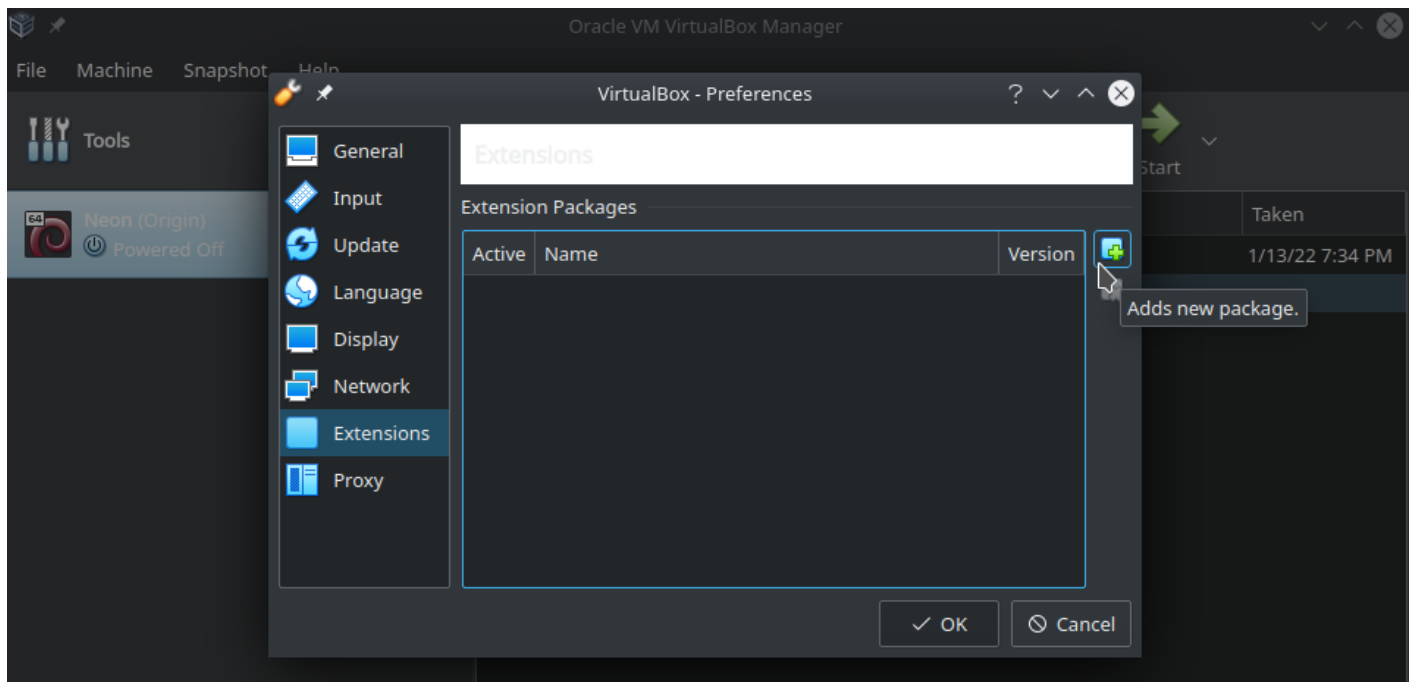 Oracle VM VirtualBox Manager
File Machine Snapshot Help
VirtualBox - Preferences
?
Tools
Start
General
Input
Update
Language
Display
Network
Extensions
Proxy
Extensions
Extension Packages
Active Name Version
Adds new package.
64
Neon (Origin)
Powered Off
Taken
1/13/22 7:34 PM
OK
Cancel